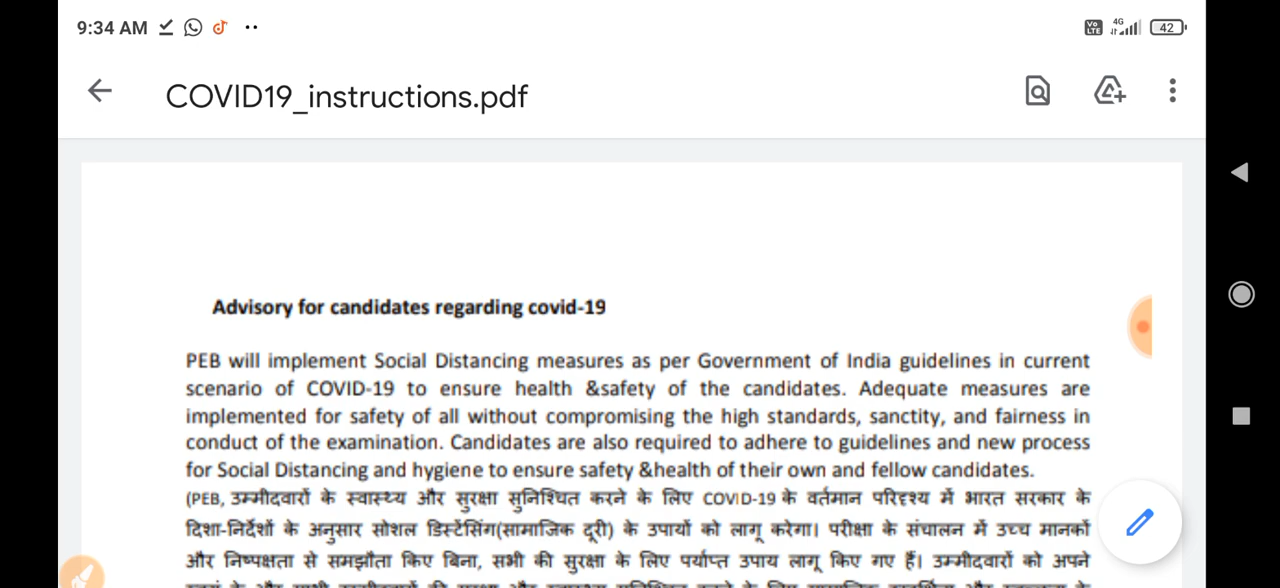 9:34 AM
Vo LTE 4G 42
COVID19_instructions.pdf
Advisory for candidates regarding covid-19
PEB will implement Social Distancing measures as per Government of India guidelines in current
scenario of COVID-19 to ensure health &safety of the candidates. Adequate measures are
implemented for safety of all without compromising the high standards, sanctity, and fairness in
conduct of the examination. Candidates are also required to adhere to guidelines and new process
for Social Distancing and hygiene to ensure safety &health of their own and fellow candidates.
(PEB, उम्मीदवारों के स्वास्थ्य और सुरक्षा सुनिश्चित करने के लिए COVID-19 के वर्तमान परिदृश्य में भारत सरकार के
दिशा-निर्देशों के अनुसार सोशल डिस्टेंसिंग(सामाजिक दूरी) के उपायों को लागू करेगा। परीक्षा के संचालन में उच्च मानकों
और निष्पक्षता से समझौता किए बिना, सभी की सुरक्षा के लिए पर्याप्त उपाय लागू किए गए हैं। उम्मीदवारों को अपने